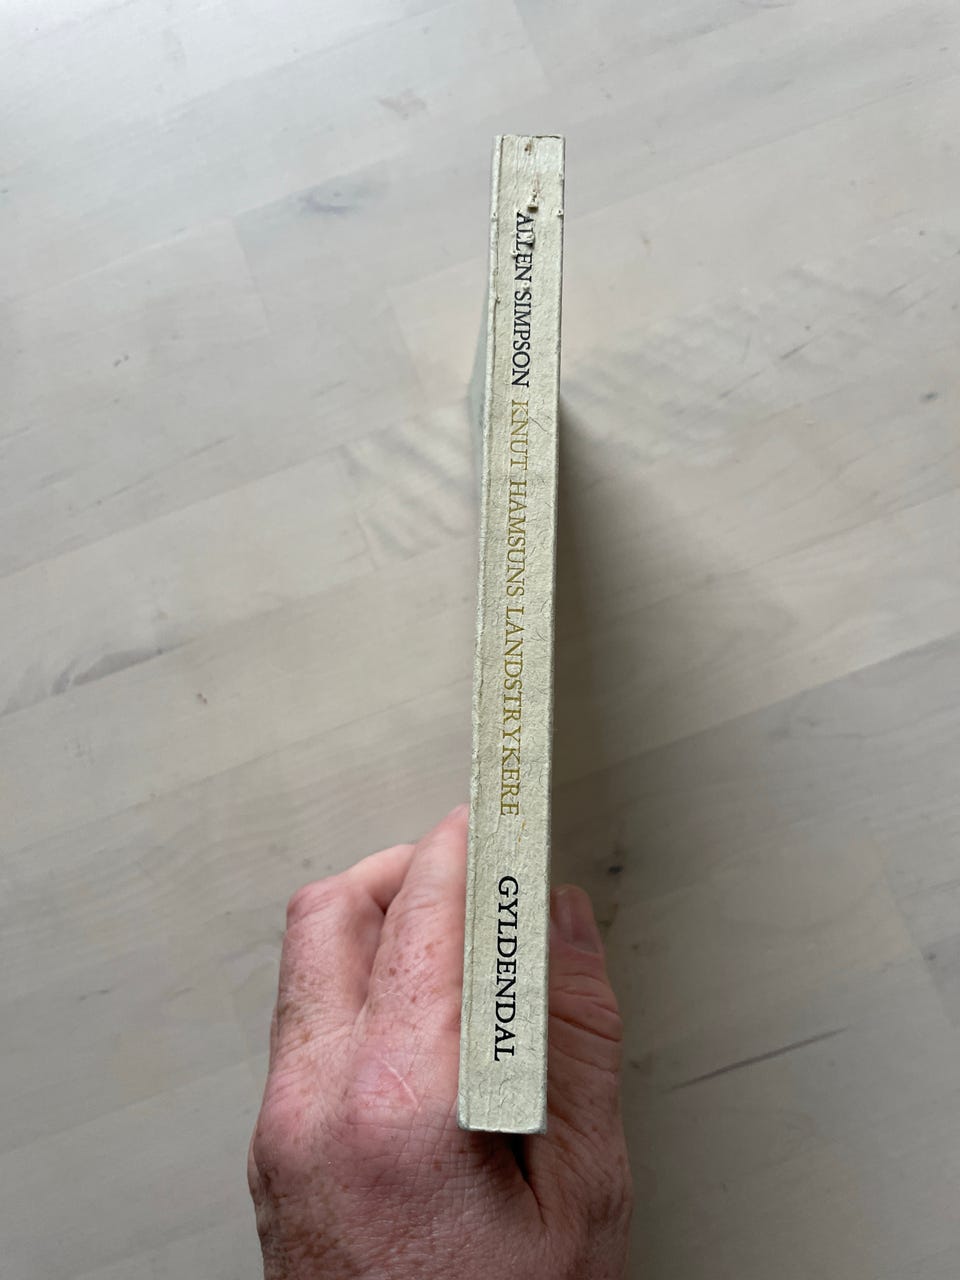 ALLEN SIMPSON KNUT HAMSUNS LANDSTRYKERE GYLDENDAL